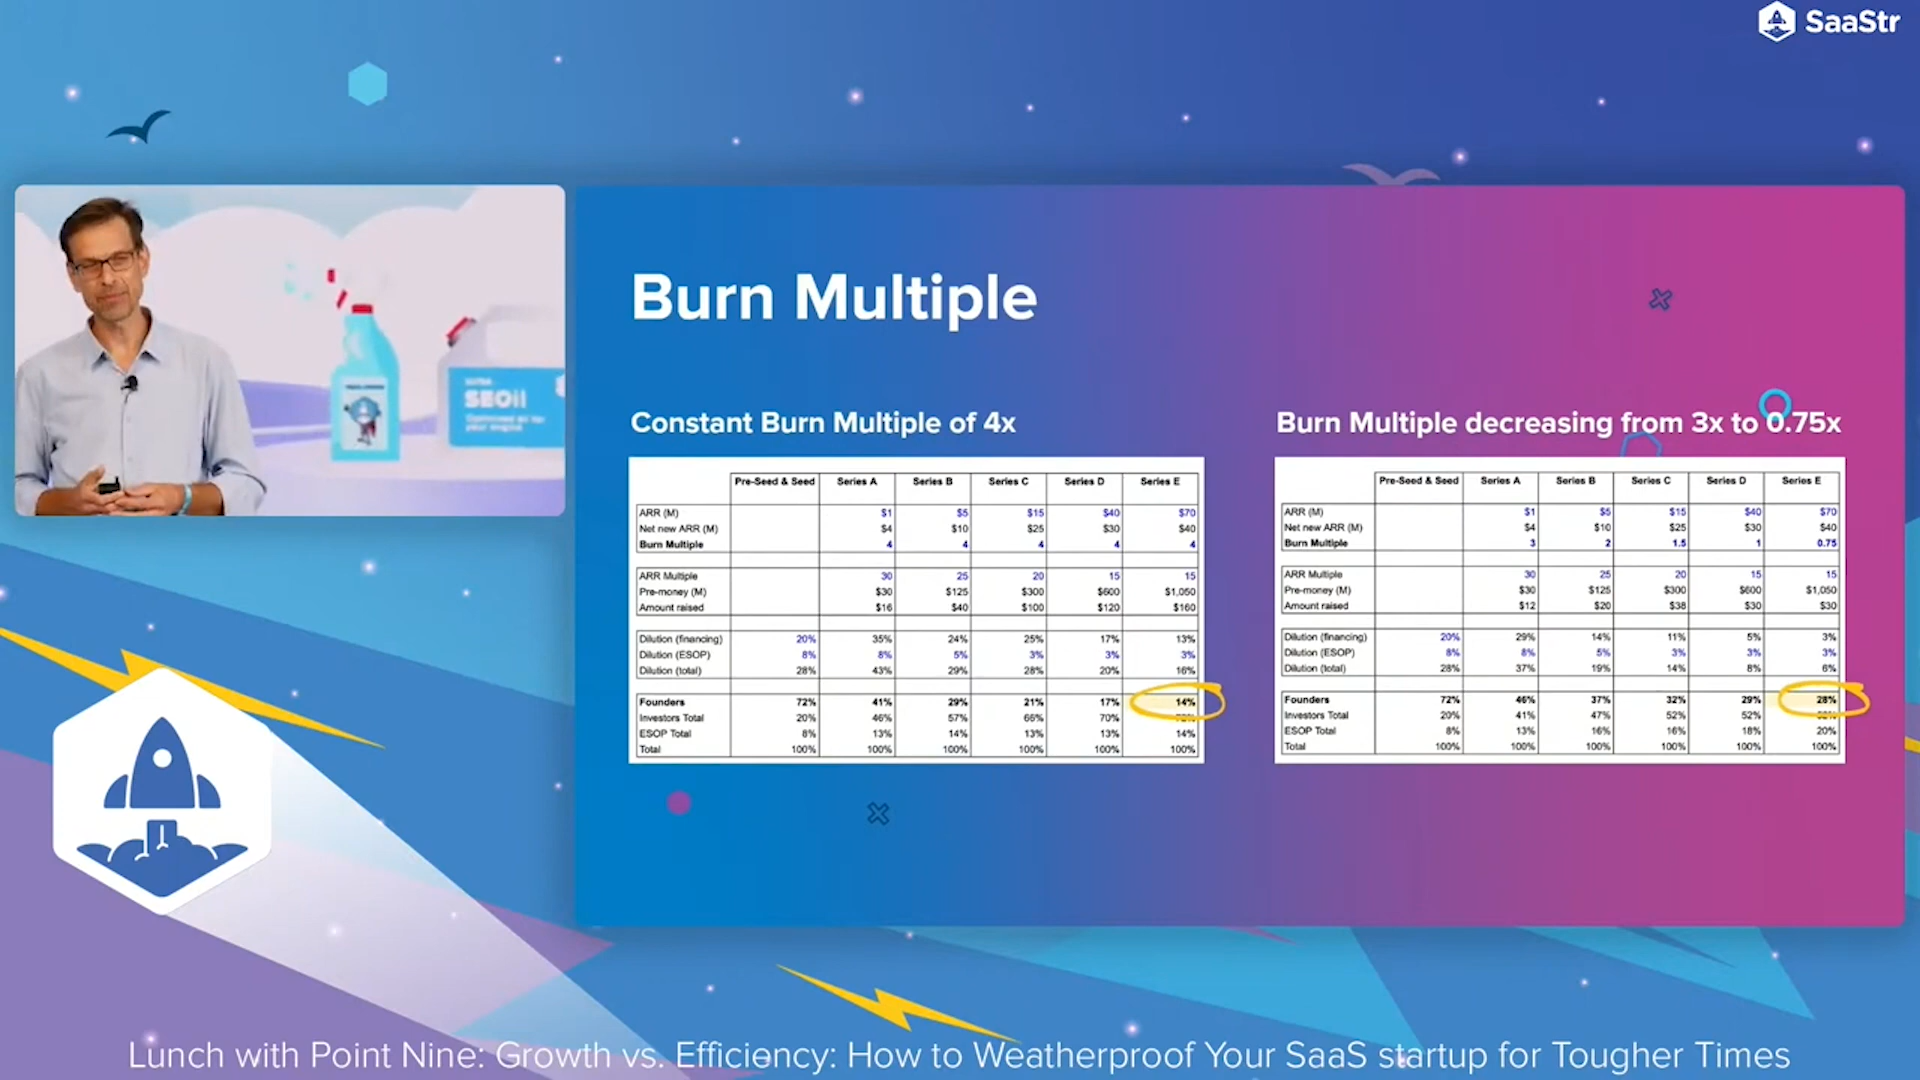 SaaStr
SEOil
Optimized oil for
your engine
Burn Multiple
Constant Burn Multiple of 4x
Pre-Seed & Seed Series A Series B Series C Series D Series E
ARR (M) $1 $5 $15 $40 $70
Net new ARR (M) $4 $10 $25 $30 $40
Burn Multiple 4 4 4 4 4
ARR Multiple 30 25 20 15 15
Pre-money (M) $30 $125 $300 $600 $1,050
Amount raised $16 $40 $100 $120 $160
Dilution (financing) 20% 35% 24% 25% 17% 13%
Dilution (ESOP) 8% 8% 5% 3% 3% 3%
Dilution (total) 28% 43% 29% 28% 20% 16%
Founders 72% 41% 29% 21% 17% 14%
Investors Total 20% 46% 57% 66% 70%
ESOP Total 8% 13% 14% 13% 13% 14%
Total 100% 100% 100% 100% 100% 100%
Burn Multiple decreasing from 3x to 0.75x
Pre-Seed & Seed Series A Series B Series C Series D Series E
ARR (M) $1 $5 $15 $40 $70
Net new ARR (M) $4 $10 $25 $30 $40
Burn Multiple 3 2 1.5 1 0.75
ARR Multiple 30 25 20 15 15
Pre-money (M) $30 $125 $300 $600 $1,050
Amount raised $12 $20 $38 $30 $30
Dilution (financing) 20% 29% 14% 11% 5% 3%
Dilution (ESOP) 8% 8% 5% 3% 3% 3%
Dilution (total) 28% 37% 19% 14% 8% 6%
Founders 72% 46% 37% 32% 29% 28%
Investors Total 20% 41% 47% 52% 52%
ESOP Total 8% 13% 16% 16% 18% 20%
Total 100% 100% 100% 100% 100% 100%
Lunch with Point Nine: Growth vs. Efficiency: How to Weatherproof Your SaaS startup for Tougher Times